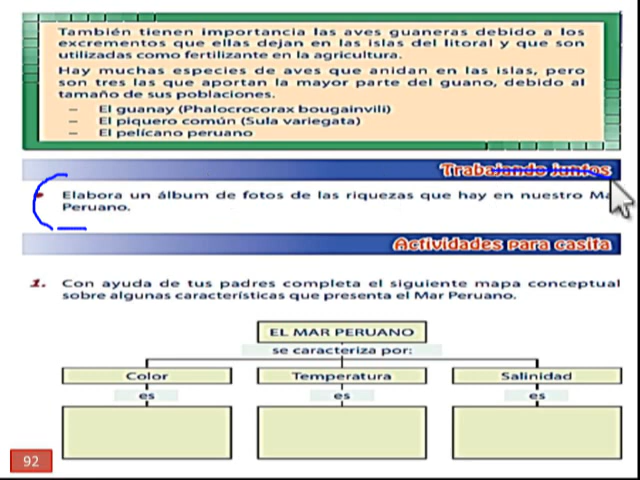 También tienen importancia las aves guaneras debido a los
excrementos que ellas dejan en las islas del litoral y que son
utilizadas como fertilizante en la agricultura.
Hay muchas especies de aves que anidan en las islas, pero
son tres las que aportan la mayor parte del guano, debido al
tamaño de sus poblaciones.
– El guanay (Phalocrocorax bougainvili)
– El piquero común (Sula variegata)
– El pelícano peruano
Trabajando juntos
• Elabora un álbum de fotos de las riquezas que hay en nuestro Ma
Peruano.
Actividades para casita
1. Con ayuda de tus padres completa el siguiente mapa conceptual
sobre algunas características que presenta el Mar Peruano.
EL MAR PERUANO
se caracteriza por:
Color Temperatura Salinidad
es es es
92